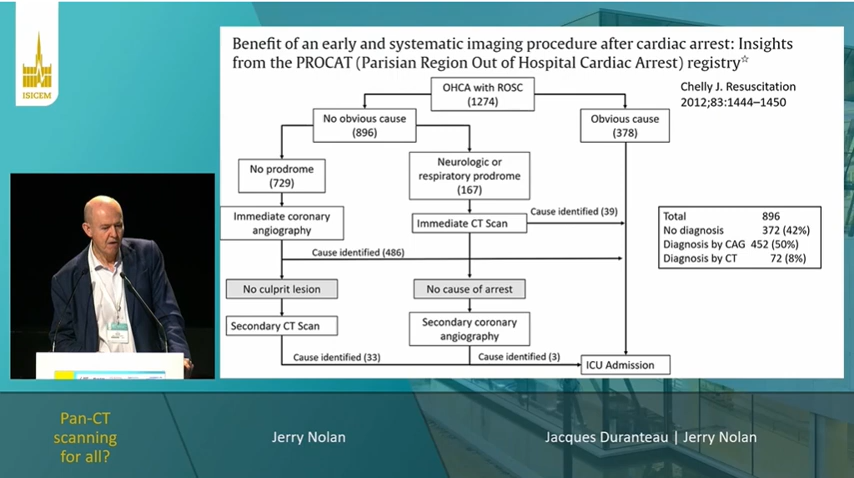 ISICEM
Benefit of an early and systematic imaging procedure after cardiac arrest: Insights
from the PROCAT (Parisian Region Out of Hospital Cardiac Arrest) registry☆
Chelly J. Resuscitation
2012;83:1444–1450
OHCA with ROSC
(1274)
No obvious cause
(896)
Obvious cause
(378)
No prodrome
(729)
Neurologic or
respiratory prodrome
(167)
Immediate coronary
angiography
Immediate CT Scan
Cause identified (39)
Cause identified (486)
Total 896
No diagnosis 372 (42%)
Diagnosis by CAG 452 (50%)
Diagnosis by CT 72 (8%)
No culprit lesion
No cause of arrest
Secondary CT Scan
Secondary coronary
angiography
Cause identified (33)
Cause identified (3)
ICU Admission
Pan-CT
scanning
for all?
Jerry Nolan
Jacques Duranteau | Jerry Nolan